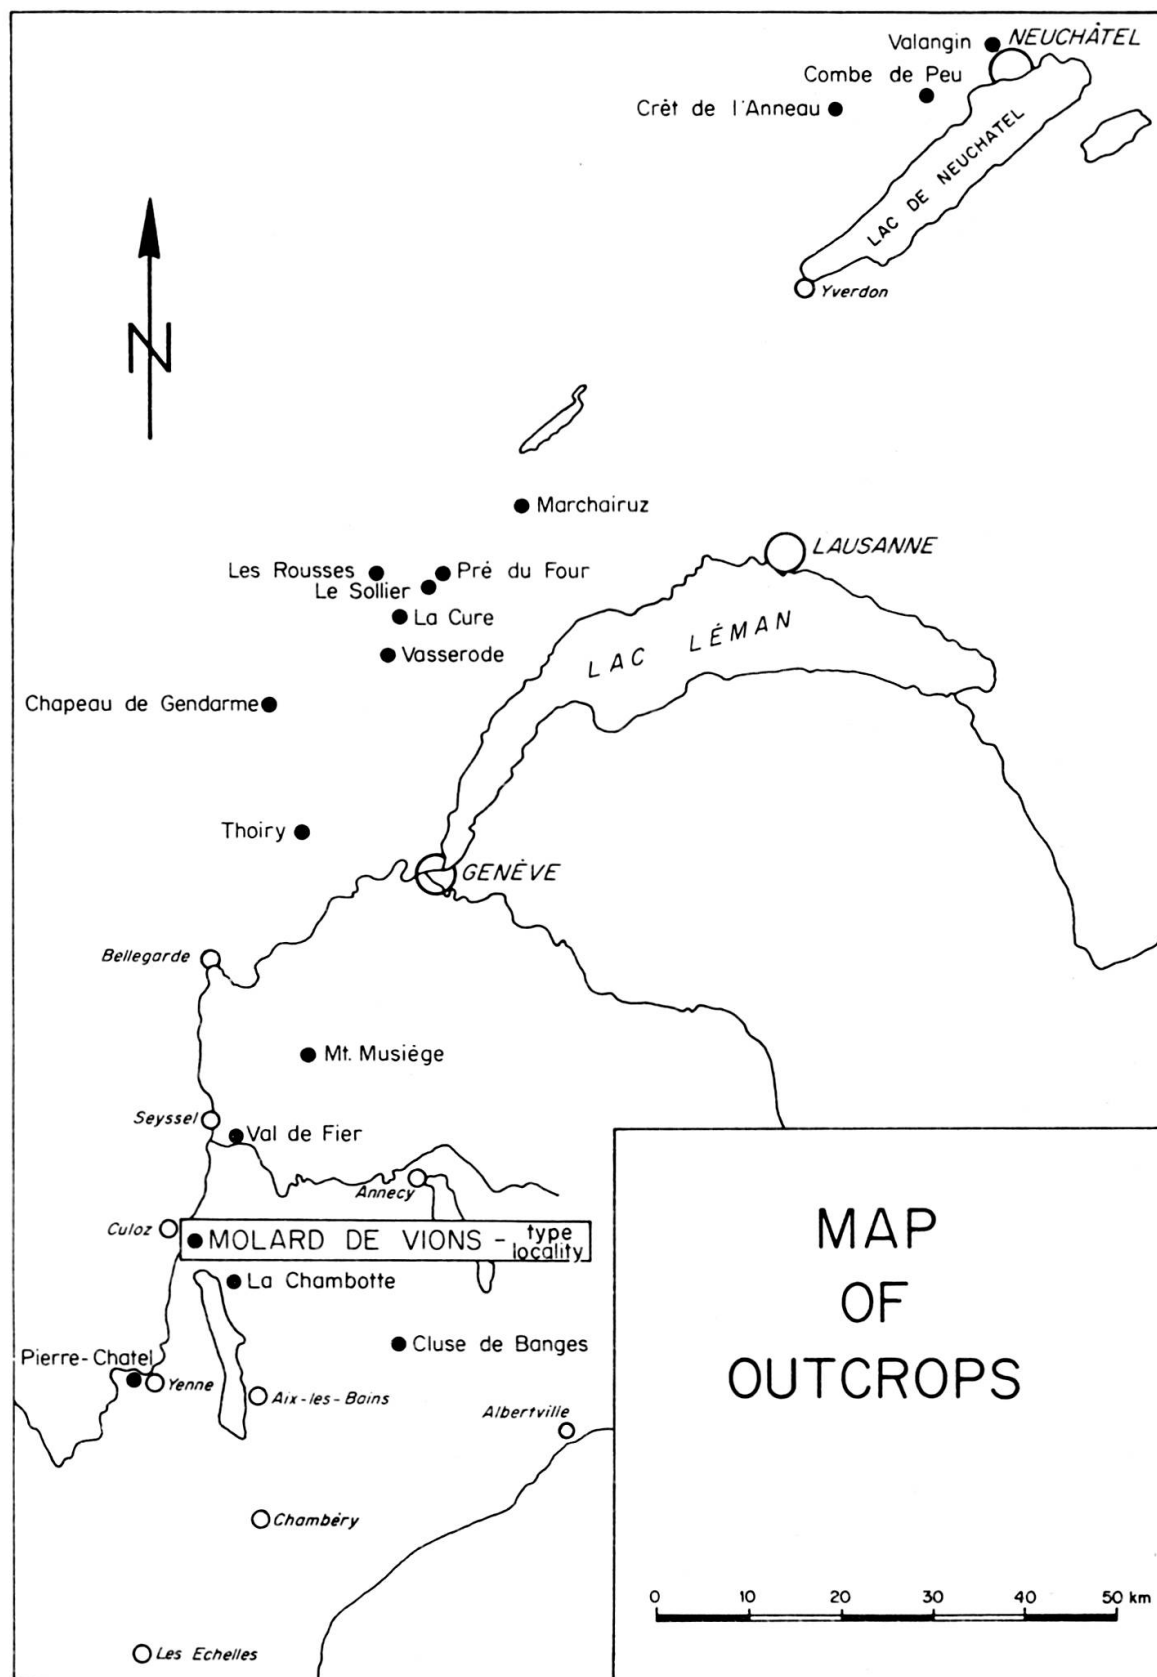 Valangin
NEUCHÂTEL
Combe de Peu
Crêt de l'Anneau
LAC DE NEUCHATEL
Yverdon
N
Marchairuz
LAUSANNE
Les Rousses
Pré du Four
Le Sollier
La Cure
LAC LÉMAN
Vasserode
Chapeau de Gendarme
Thoiry
GENÈVE
Bellegarde
Mt. Musiége
Seyssel
Val de Fier
Annecy
Culoz
MOLARD DE VIONS - type
locality
La Chambotte
Cluse de Banges
Pierre-Chatel
Yenne
Aix-les-Bains
Albertville
Chambéry
Les Echelles
MAP
OF
OUTCROPS
0 10 20 30 40 50 km